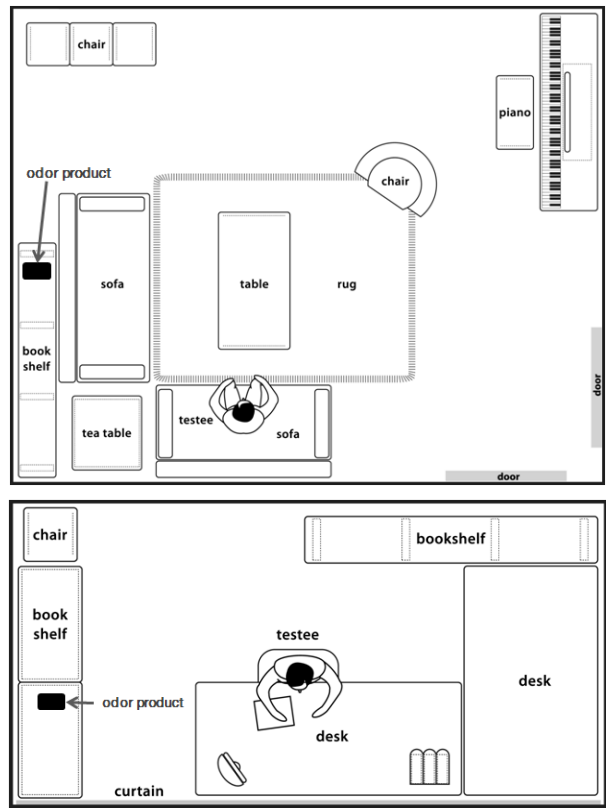 chair
piano
odor product
chair
sofa
table
rug
book
shelf
door
testee
sofa
tea table
door
chair
bookshelf
book
shelf
testee
desk
odor product
desk
curtain